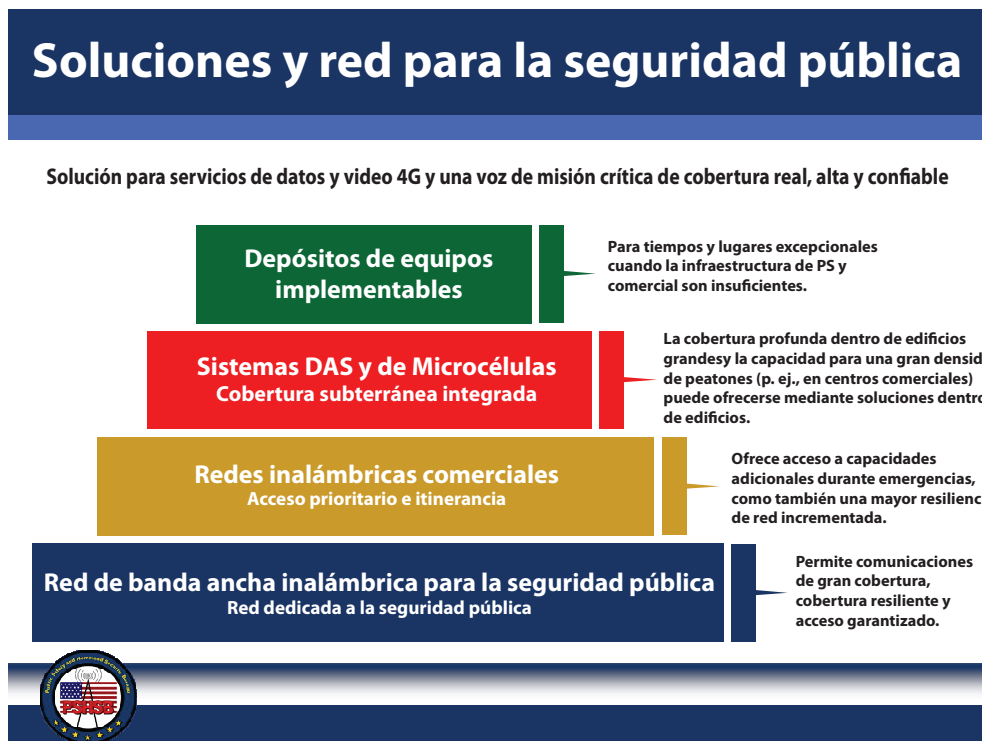 Soluciones y red para la seguridad pública
Solución para servicios de datos y video 4G y una voz de misión crítica de cobertura real, alta y confiable
Depósitos de equipos
implementables
Para tiempos y lugares excepcionales
cuando la infraestructura de PS y
comercial son insuficientes.
Sistemas DAS y de Microcélulas
Cobertura subterránea integrada
La cobertura profunda dentro de edificios
grandesy la capacidad para una gran densid
de peatones (p. ej., en centros comerciales)
puede ofrecerse mediante soluciones dentro
de edificios.
Redes inalámbricas comerciales
Acceso prioritario e itinerancia
Ofrece acceso a capacidades
adicionales durante emergencias,
como también una mayor resilienc
de red incrementada.
Red de banda ancha inalámbrica para la seguridad pública
Red dedicada a la seguridad pública
Permite comunicaciones
de gran cobertura,
cobertura resiliente y
acceso garantizado.
Public Safety and Homeland Security Bureau
PSHSB